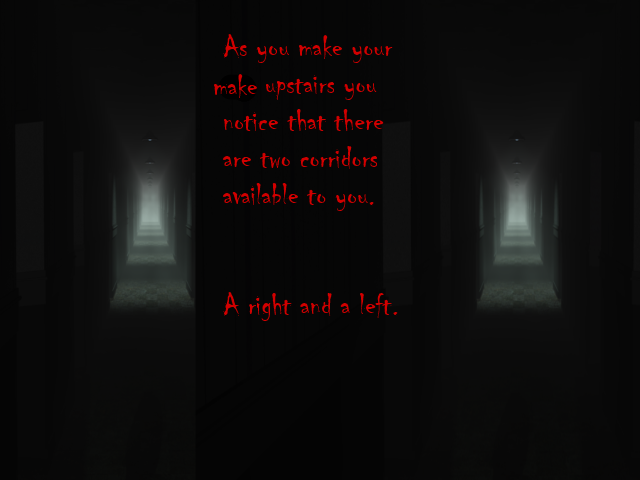 As you make your
make upstairs you
notice that there
are two corridors
available to you.
A right and a left.